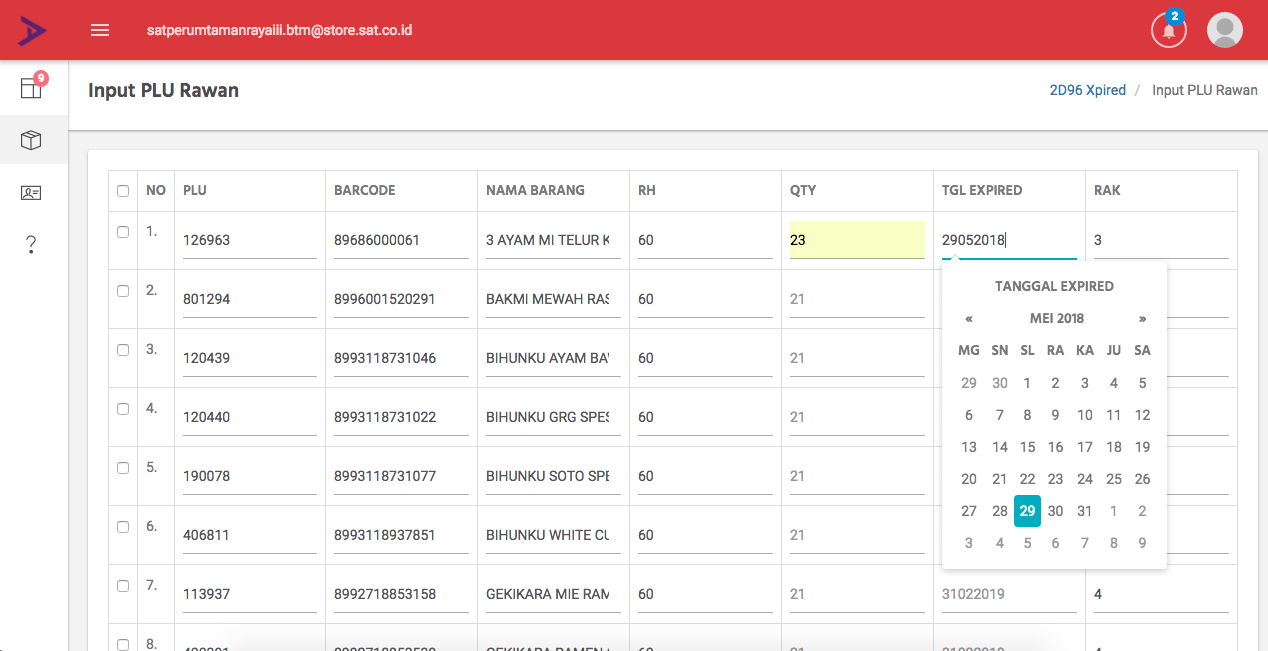 satperumtamanrayaiii.btm@store.sat.co.id
2
9
Input PLU Rawan
2D96 Xpired / Input PLU Rawan
NO PLU BARCODE NAMA BARANG RH QTY TGL EXPIRED RAK
1. 126963 89686000061 3 AYAM MI TELUR K 60 23 29052018 3
2. 801294 8996001520291 BAKMI MEWAH RAS 60 21
3. 120439 8993118731046 BIHUNKU AYAM BA 60 21
4. 120440 8993118731022 BIHUNKU GRG SPES 60 21
5. 190078 8993118731077 BIHUNKU SOTO SPE 60 21
6. 406811 8993118937851 BIHUNKU WHITE CU 60 21
7. 113937 8992718853158 GEKIKARA MIE RAM 60 21 31022019 4
8.
TANGGAL EXPIRED
« MEI 2018 »
MG SN SL RA KA JU SA
29 30 1 2 3 4 5
6 7 8 9 10 11 12
13 14 15 16 17 18 19
20 21 22 23 24 25 26
27 28 29 30 31 1 2
3 4 5 6 7 8 9